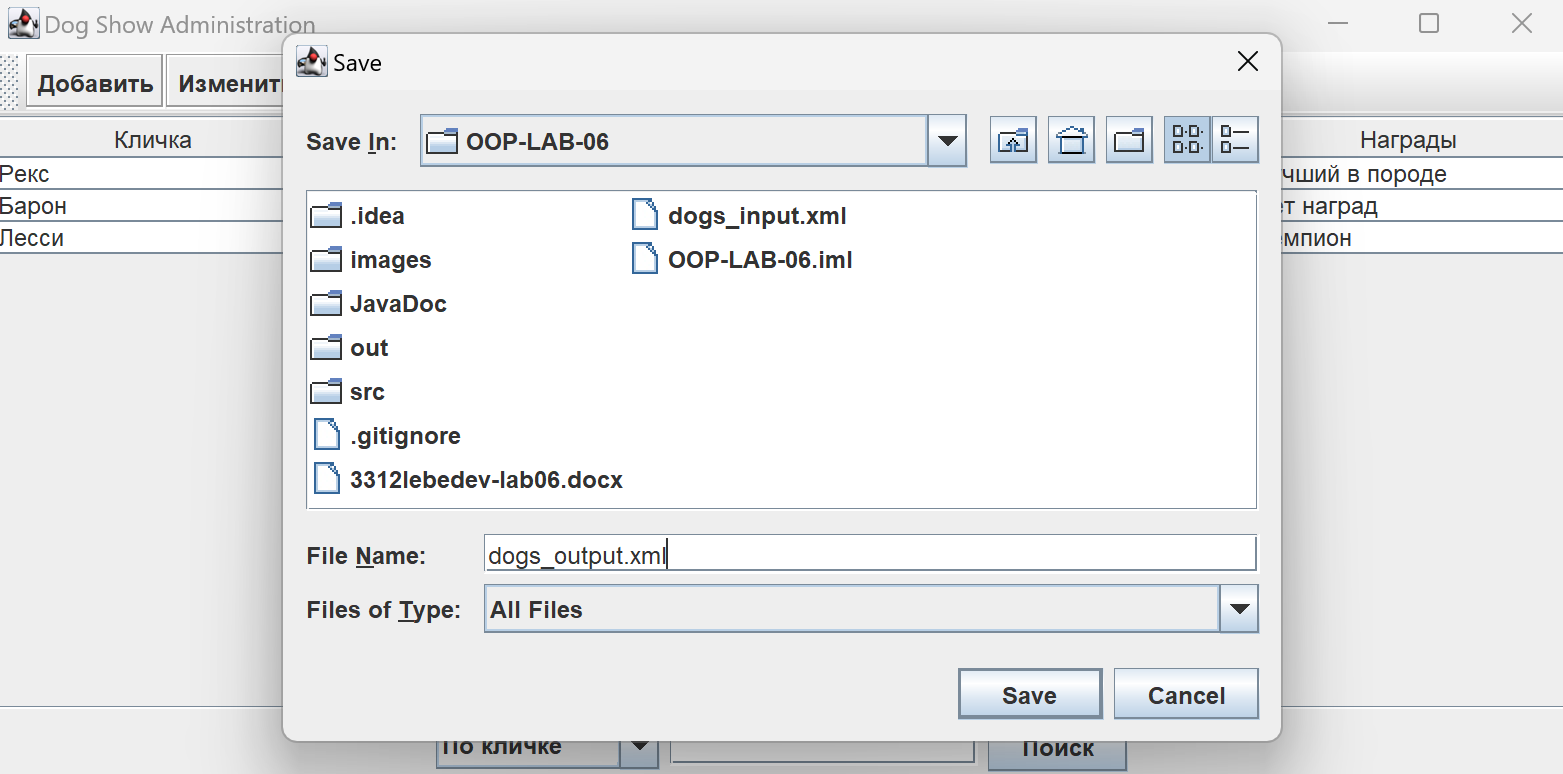 Dog Show Administration
Save
Добавить
Изменить
Save In:
OOP-LAB-06
Кличка
Награды
Рекс
чший в породе
Барон
т наград
Лесси
емпион
.idea
dogs_input.xml
images
OOP-LAB-06.iml
JavaDoc
out
src
.gitignore
3312lebedev-lab06.docx
File Name:
dogs_output.xml
Files of Type:
All Files
Save
Cancel
По кличке
Поиск